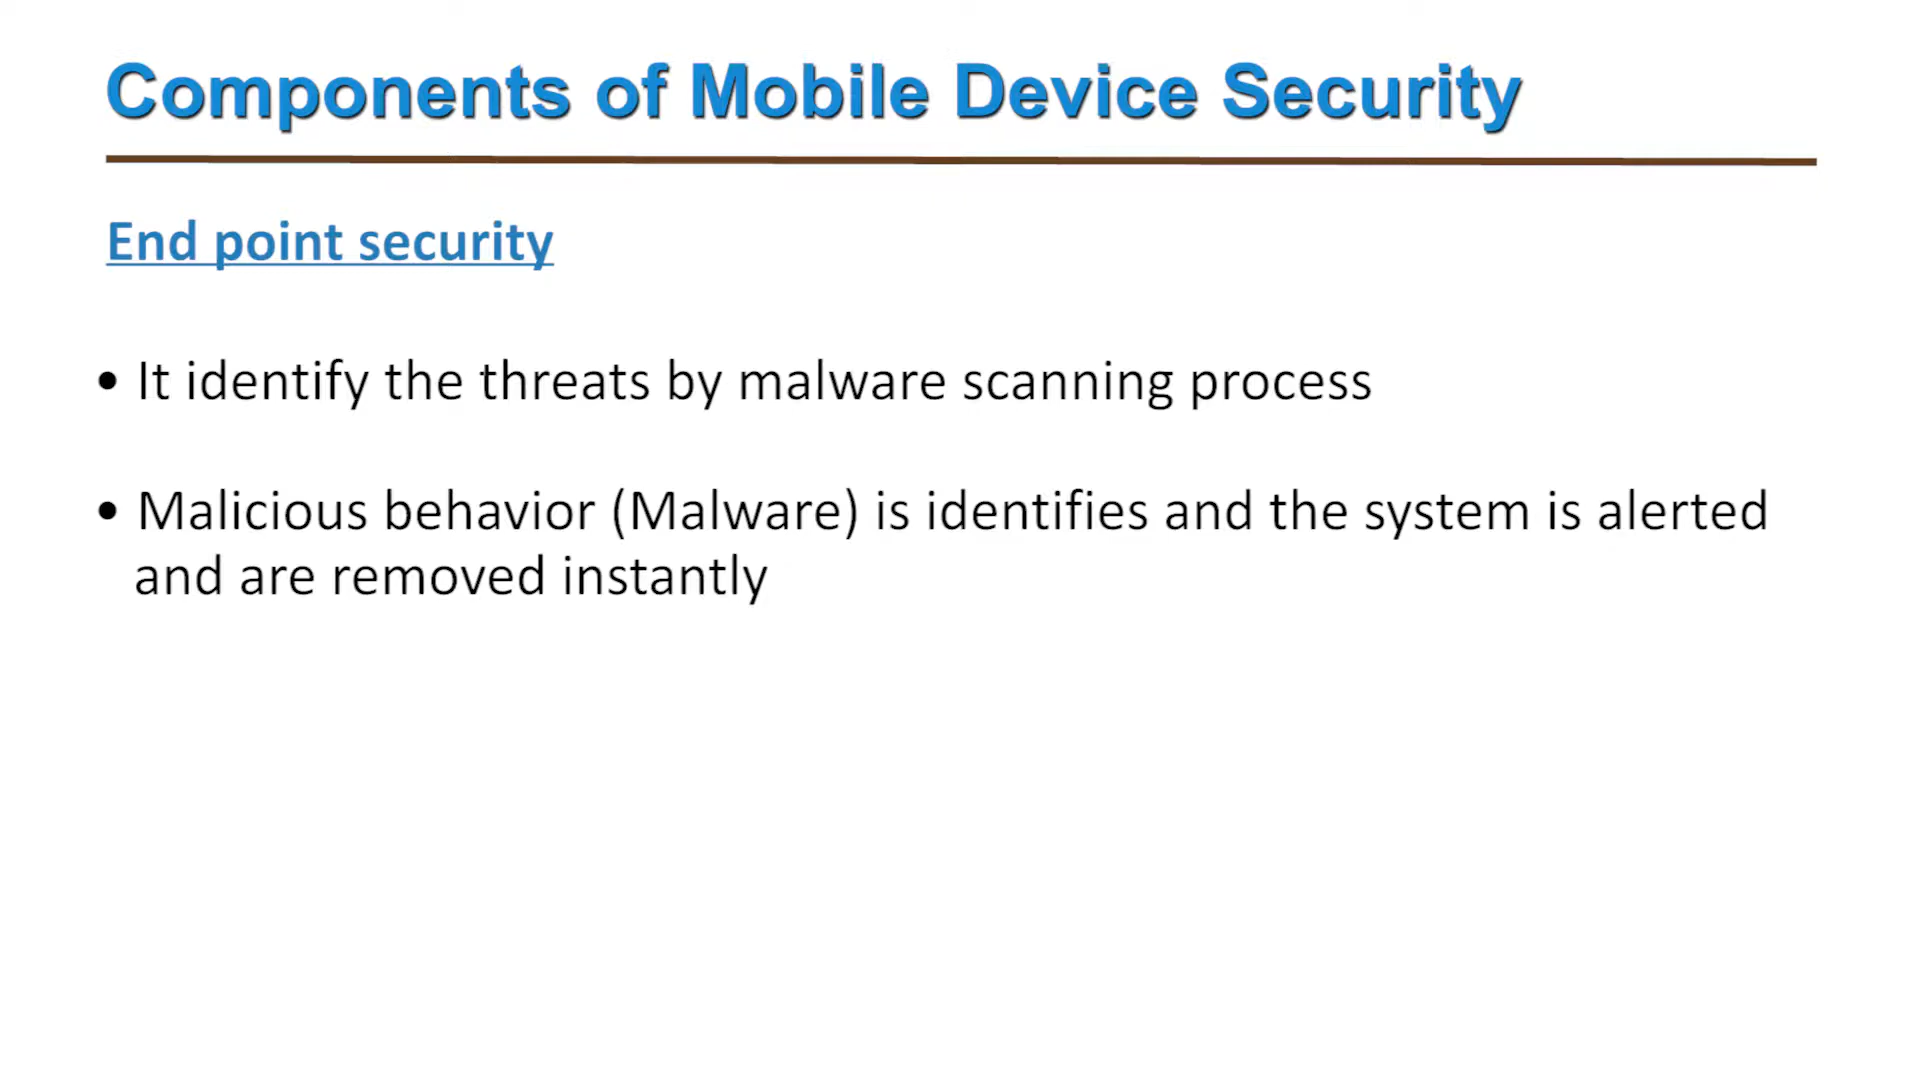 Components of Mobile Device Security
End point security
• It identify the threats by malware scanning process
• Malicious behavior (Malware) is identifies and the system is alerted
and are removed instantly